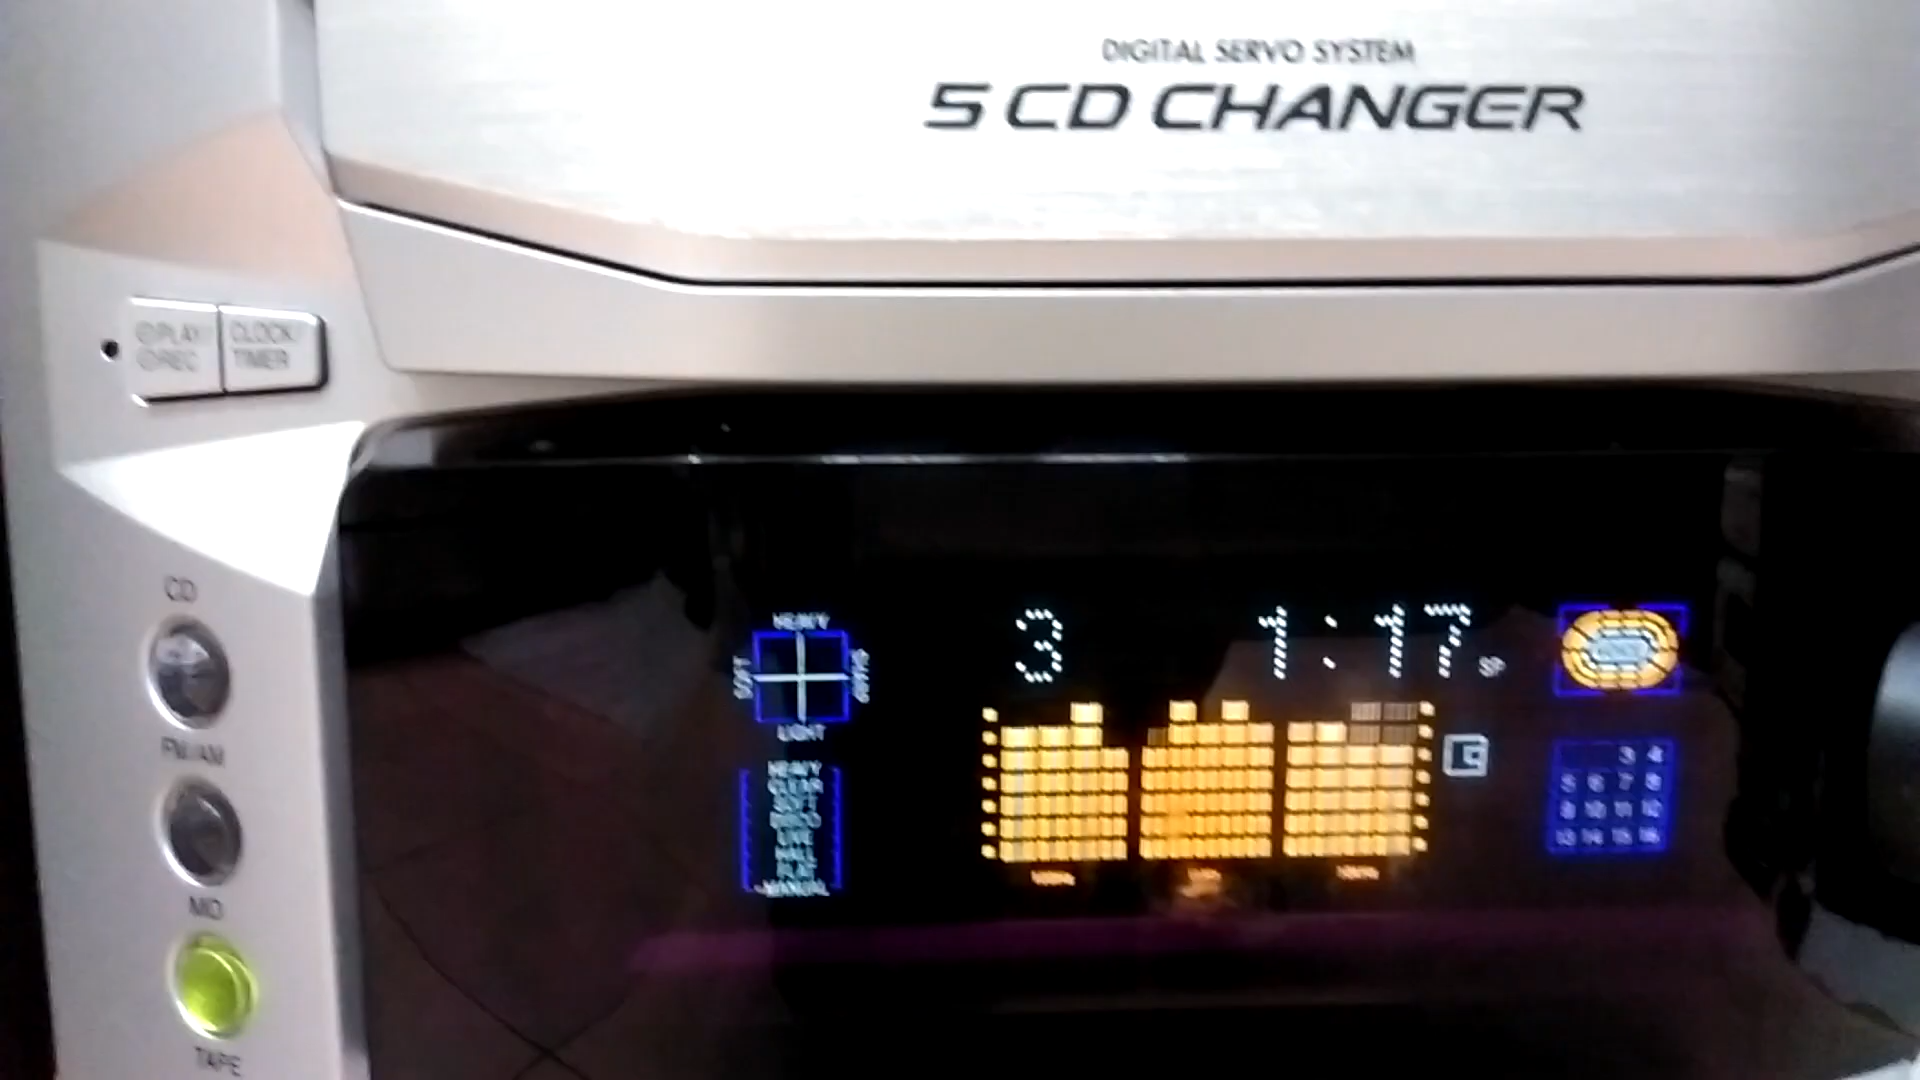 DIGITAL SERVO SYSTEM
5 CD CHANGER
PLAY/
REC
CLOCK/
TIMER
CD
FM/AM
MD
TAPE
HEAVY
SOFT
SHARP
LIGHT
3 1:17
SP
HEAVY
CLEAR
SOFT
DISCO
LIVE
HALL
FLAT
MANUAL
3 4
5 6 7 8
9 10 11 12
13 14 15 16